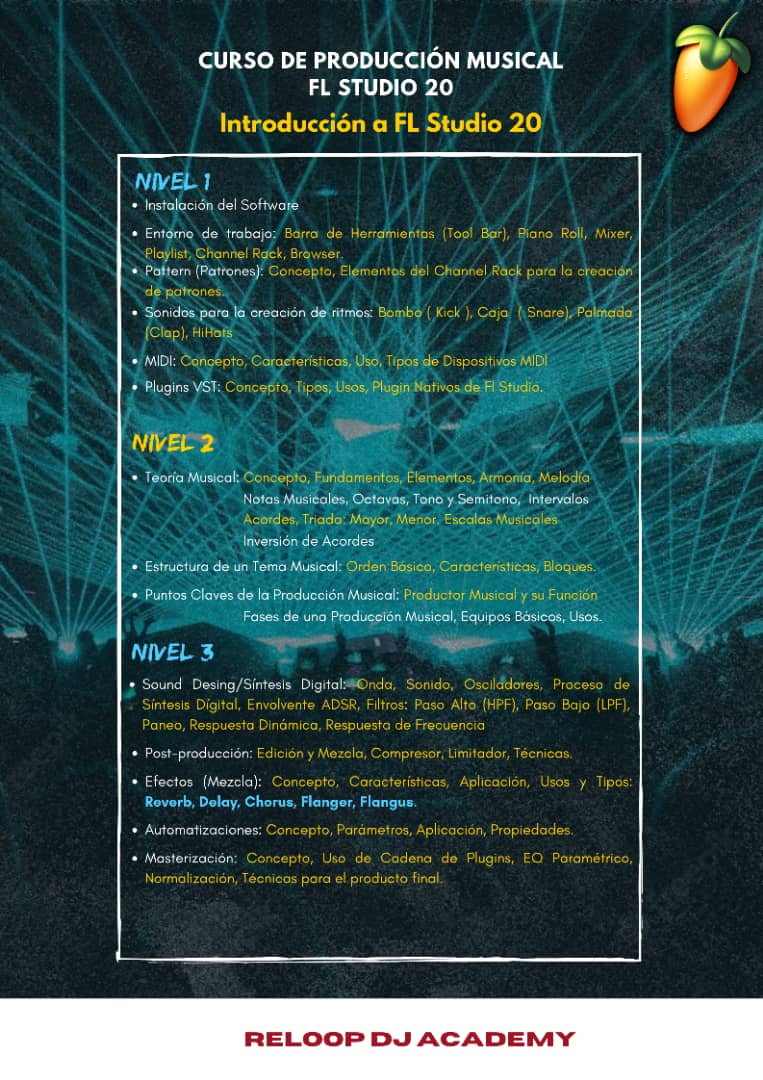 CURSO DE PRODUCCIÓN MUSICAL
FL STUDIO 20
Introducción a FL Studio 20
NIVEL 1
• Instalación del Software
• Entorno de trabajo: Barra de Herramientas (Tool Bar), Piano Roll, Mixer,
Playlist, Channel Rack, Browser.
• Pattern (Patrones): Concepto, Elementos del Channel Rack para la creación
de patrones.
• Sonidos para la creación de ritmos: Bombo ( Kick ), Caja ( Snare), Palmada
(Clap), HiHats
• MIDI: Concepto, Características, Uso, Tipos de Dispositivos MIDI
• Plugins VST: Concepto, Tipos, Usos, Plugin Nativos de Fl Studio.
NIVEL 2
• Teoría Musical: Concepto, Fundamentos, Elementos, Armonía, Melodía
Notas Musicales, Octavas, Tono y Semitono, Intervalos
Acordes, Triada: Mayor, Menor. Escalas Musicales
Inversión de Acordes
• Estructura de un Tema Musical: Orden Básico, Características, Bloques.
• Puntos Claves de la Producción Musical: Productor Musical y su Función
Fases de una Producción Musical, Equipos Básicos, Usos.
NIVEL 3
• Sound Desing/Síntesis Digital: Onda, Sonido, Osciladores, Proceso de
Síntesis Dígital, Envolvente ADSR, Filtros: Paso Alto (HPF), Paso Bajo (LPF),
Paneo, Respuesta Dinámica, Respuesta de Frecuencia
• Post-producción: Edición y Mezcla, Compresor, Limitador, Técnicas.
• Efectos (Mezcla): Concepto, Características, Aplicación, Usos y Tipos:
Reverb, Delay, Chorus, Flanger, Flangus.
• Automatizaciones: Concepto, Parámetros, Aplicación, Propiedades.
• Masterización: Concepto, Uso de Cadena de Plugins, EQ Paramétrico,
Normalización, Técnicas para el producto final.
RELOOP DJ ACADEMY